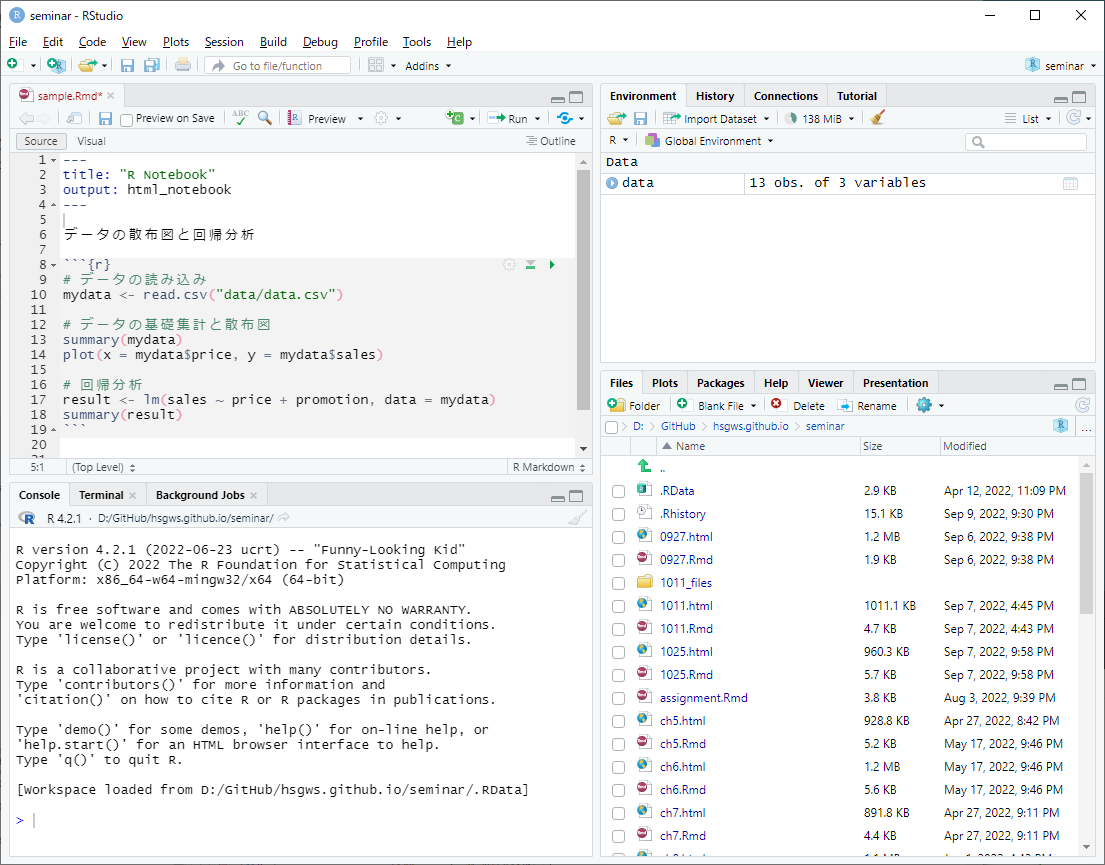 seminar - RStudio
File Edit Code View Plots Session Build Debug Profile Tools Help
Go to file/function Addins seminar
sample.Rmd*
ABC Preview on Save Preview Run
Source Visual Outline
1 ---
2 title: "R Notebook"
3 output: html_notebook
4 ---
5
6 データの散布図と回帰分析
7
8 ```{r}
9 # データの読み込み
10 mydata <- read.csv("data/data.csv")
11
12 # データの基礎集計と散布図
13 summary(mydata)
14 plot(x = mydata$price, y = mydata$sales)
15
16 # 回帰分析
17 result <- lm(sales ~ price + promotion, data = mydata)
18 summary(result)
19 ```
20
21
5:1 (Top Level) R Markdown
Console Terminal Background Jobs
R 4.2.1 · D:/GitHub/hsgws.github.io/seminar/
R version 4.2.1 (2022-06-23 ucrt) -- "Funny-Looking Kid"
Copyright (C) 2022 The R Foundation for Statistical Computing
Platform: x86_64-w64-mingw32/x64 (64-bit)
R is free software and comes with ABSOLUTELY NO WARRANTY.
You are welcome to redistribute it under certain conditions.
Type 'license()' or 'licence()' for distribution details.
R is a collaborative project with many contributors.
Type 'contributors()' for more information and
'citation()' on how to cite R or R packages in publications.
Type 'demo()' for some demos, 'help()' for on-line help, or
'help.start()' for an HTML browser interface to help.
Type 'q()' to quit R.
[Workspace loaded from D:/GitHub/hsgws.github.io/seminar/.RData]
>
Environment History Connections Tutorial
Import Dataset 138 MiB List
R Global Environment
Data
data 13 obs. of 3 variables
Files Plots Packages Help Viewer Presentation
Folder Blank File Delete Rename
D: GitHub hsgws.github.io seminar ...
Name Size Modified
..
.RData 2.9 KB Apr 12, 2022, 11:09 PM
.Rhistory 15.1 KB Sep 9, 2022, 9:30 PM
0927.html 1.2 MB Sep 6, 2022, 9:38 PM
0927.Rmd 1.9 KB Sep 6, 2022, 9:38 PM
1011_files
1011.html 1011.1 KB Sep 7, 2022, 4:45 PM
1011.Rmd 4.7 KB Sep 7, 2022, 4:43 PM
1025.html 960.3 KB Sep 7, 2022, 9:58 PM
1025.Rmd 5.7 KB Sep 7, 2022, 9:58 PM
assignment.Rmd 3.8 KB Aug 3, 2022, 9:39 PM
ch5.html 928.8 KB Apr 27, 2022, 8:42 PM
ch5.Rmd 5.2 KB May 17, 2022, 9:46 PM
ch6.html 1.2 MB May 17, 2022, 9:46 PM
ch6.Rmd 5.6 KB May 17, 2022, 9:46 PM
ch7.html 891.8 KB Apr 27, 2022, 9:11 PM
ch7.Rmd 4.4 KB Apr 27, 2022, 9:11 PM